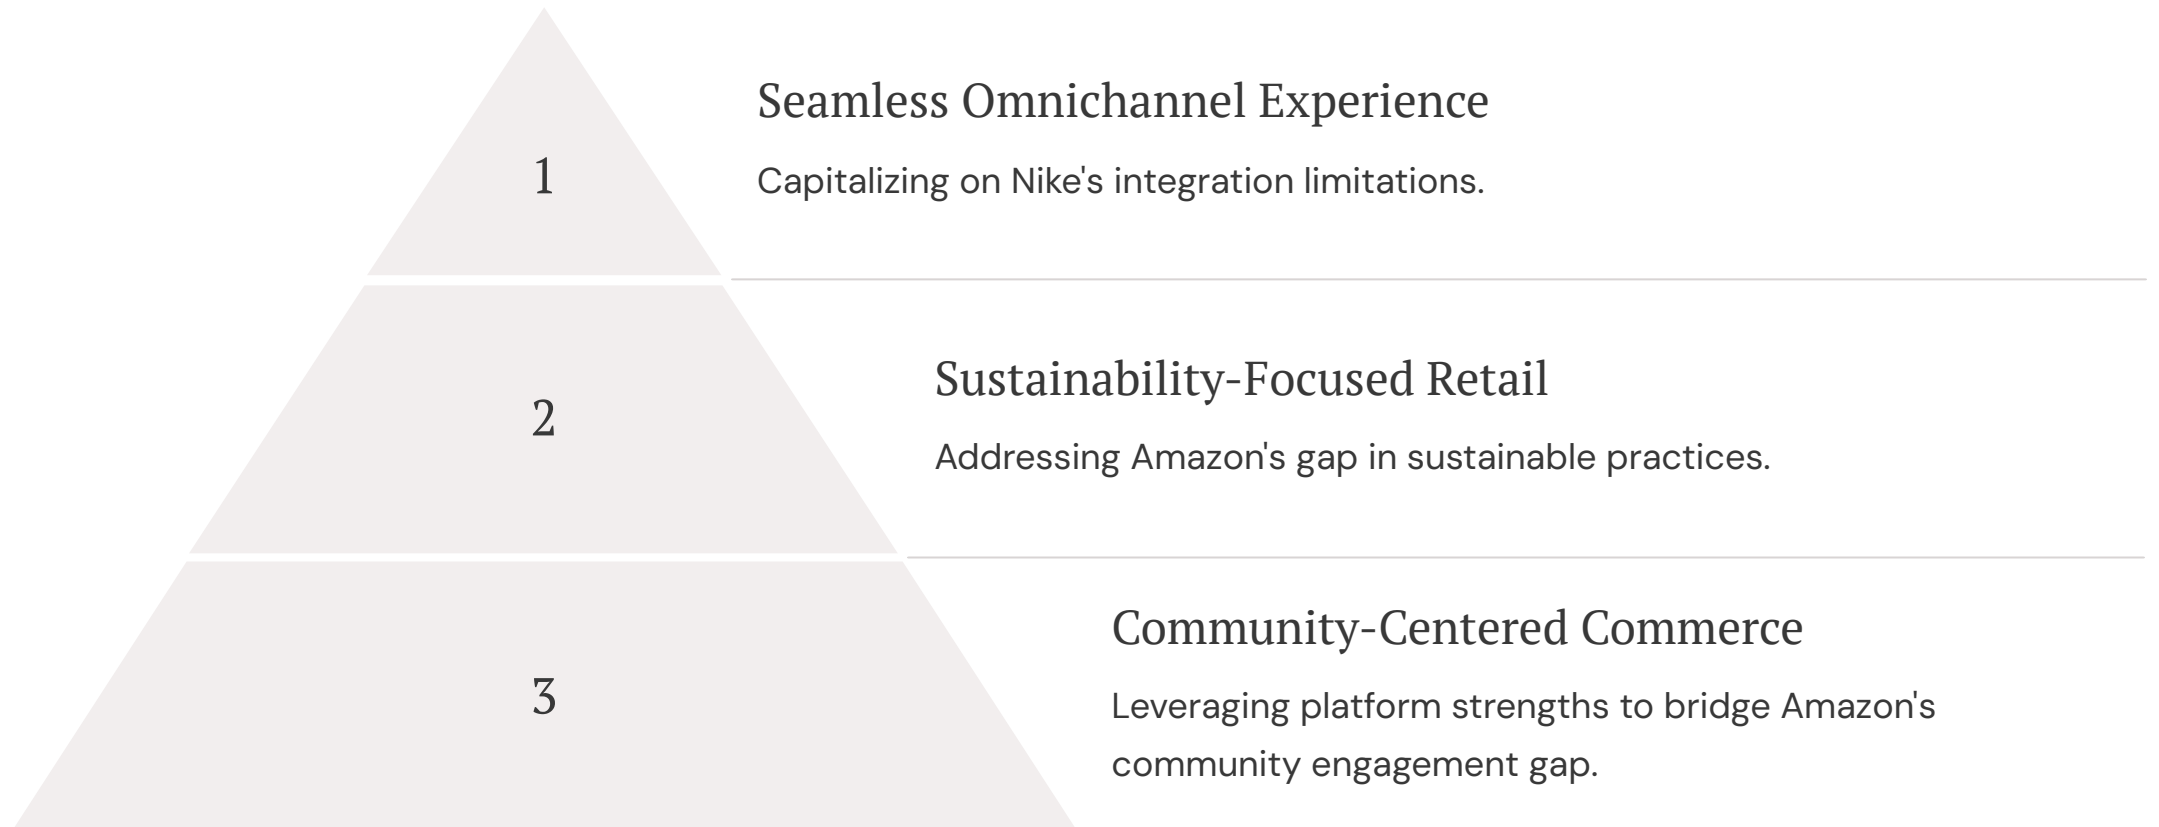 1
Seamless Omnichannel Experience
Capitalizing on Nike's integration limitations.
2
Sustainability-Focused Retail
Addressing Amazon's gap in sustainable practices.
3
Community-Centered Commerce
Leveraging platform strengths to bridge Amazon's
community engagement gap.